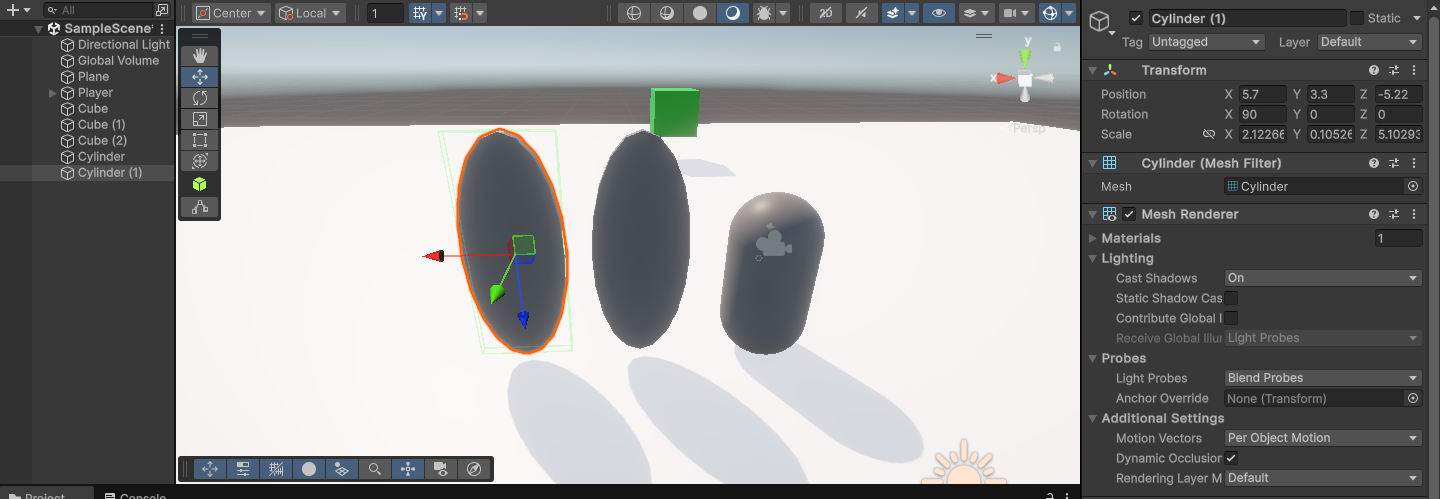 All
SampleScene*
Directional Light
Global Volume
Plane
Player
Cube
Cube (1)
Cube (2)
Cylinder
Cylinder (1)
Center
Local
1
2D
y
x
Persp
Project
Console
Cylinder (1)
Static
Tag Untagged Layer Default
Transform
Position X 5.7 Y 3.3 Z -5.22
Rotation X 90 Y 0 Z 0
Scale X 2.12266 Y 0.10526 Z 5.10293
Cylinder (Mesh Filter)
Mesh Cylinder
Mesh Renderer
Materials 1
Lighting
Cast Shadows On
Static Shadow Cas
Contribute Global I
Receive Global Illur Light Probes
Probes
Light Probes Blend Probes
Anchor Override None (Transform)
Additional Settings
Motion Vectors Per Object Motion
Dynamic Occlusion
Rendering Layer M Default